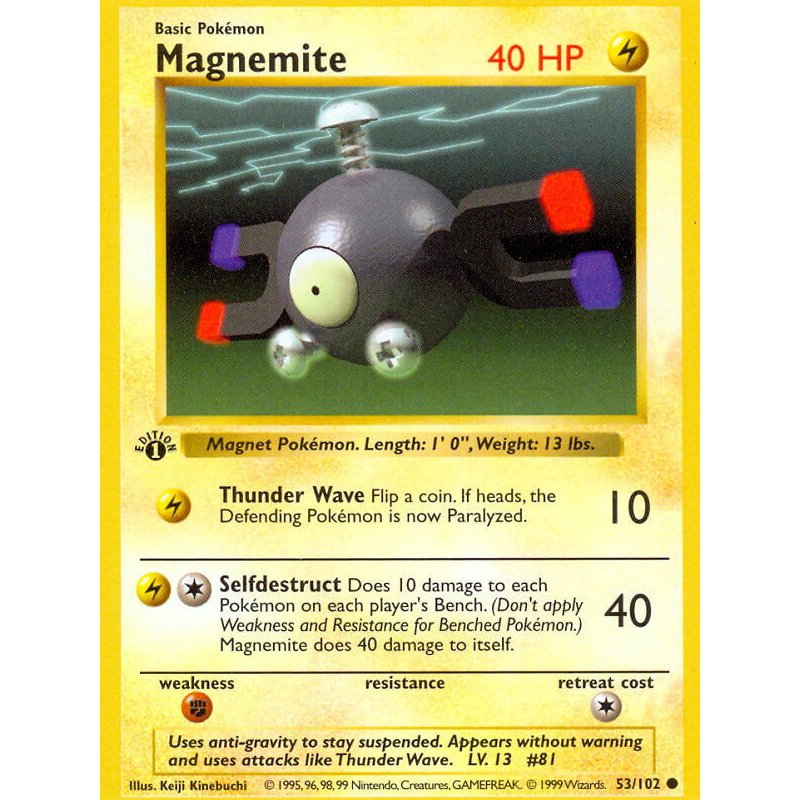 Basic Pokémon
Magnemite 40 HP
EDITION 1
Magnet Pokémon. Length: 1' 0", Weight: 13 lbs.
Thunder Wave Flip a coin. If heads, the
Defending Pokémon is now Paralyzed.
10
Selfdestruct Does 10 damage to each
Pokémon on each player's Bench. (Don't apply
Weakness and Resistance for Benched Pokémon.)
Magnemite does 40 damage to itself.
40
weakness resistance retreat cost
Uses anti-gravity to stay suspended. Appears without warning
and uses attacks like Thunder Wave. LV. 13 #81
Illus. Keiji Kinebuchi © 1995, 96, 98, 99 Nintendo, Creatures, GAMEFREAK. © 1999 Wizards. 53/102